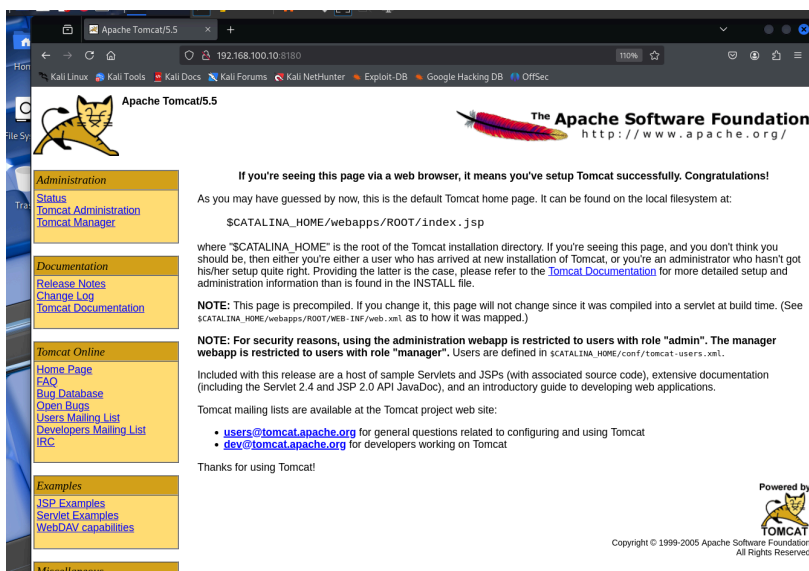 Apache Tomcat/5.5
192.168.100.10:8180
110%
Kali Linux
Kali Tools
Kali Docs
Kali Forums
Kali NetHunter
Exploit-DB
Google Hacking DB
OffSec
Hon
File Sy
Tra
Apache Tomcat/5.5
The Apache Software Foundation
http://www.apache.org/
Administration
Status
Tomcat Administration
Tomcat Manager
Documentation
Release Notes
Change Log
Tomcat Documentation
Tomcat Online
Home Page
FAQ
Bug Database
Open Bugs
Users Mailing List
Developers Mailing List
IRC
Examples
JSP Examples
Servlet Examples
WebDAV capabilities
Miscellaneous
If you're seeing this page via a web browser, it means you've setup Tomcat successfully. Congratulations!
As you may have guessed by now, this is the default Tomcat home page. It can be found on the local filesystem at:
$CATALINA_HOME/webapps/ROOT/index.jsp
where "$CATALINA_HOME" is the root of the Tomcat installation directory. If you're seeing this page, and you don't think you
should be, then either you're either a user who has arrived at new installation of Tomcat, or you're an administrator who hasn't got
his/her setup quite right. Providing the latter is the case, please refer to the Tomcat Documentation for more detailed setup and
administration information than is found in the INSTALL file.
NOTE: This page is precompiled. If you change it, this page will not change since it was compiled into a servlet at build time. (See
$CATALINA_HOME/webapps/ROOT/WEB-INF/web.xml as to how it was mapped.)
NOTE: For security reasons, using the administration webapp is restricted to users with role "admin". The manager
webapp is restricted to users with role "manager". Users are defined in $CATALINA_HOME/conf/tomcat-users.xml.
Included with this release are a host of sample Servlets and JSPs (with associated source code), extensive documentation
(including the Servlet 2.4 and JSP 2.0 API JavaDoc), and an introductory guide to developing web applications.
Tomcat mailing lists are available at the Tomcat project web site:
• users@tomcat.apache.org for general questions related to configuring and using Tomcat
• dev@tomcat.apache.org for developers working on Tomcat
Thanks for using Tomcat!
Powered by
TOMCAT
Copyright © 1999-2005 Apache Software Foundation
All Rights Reserved